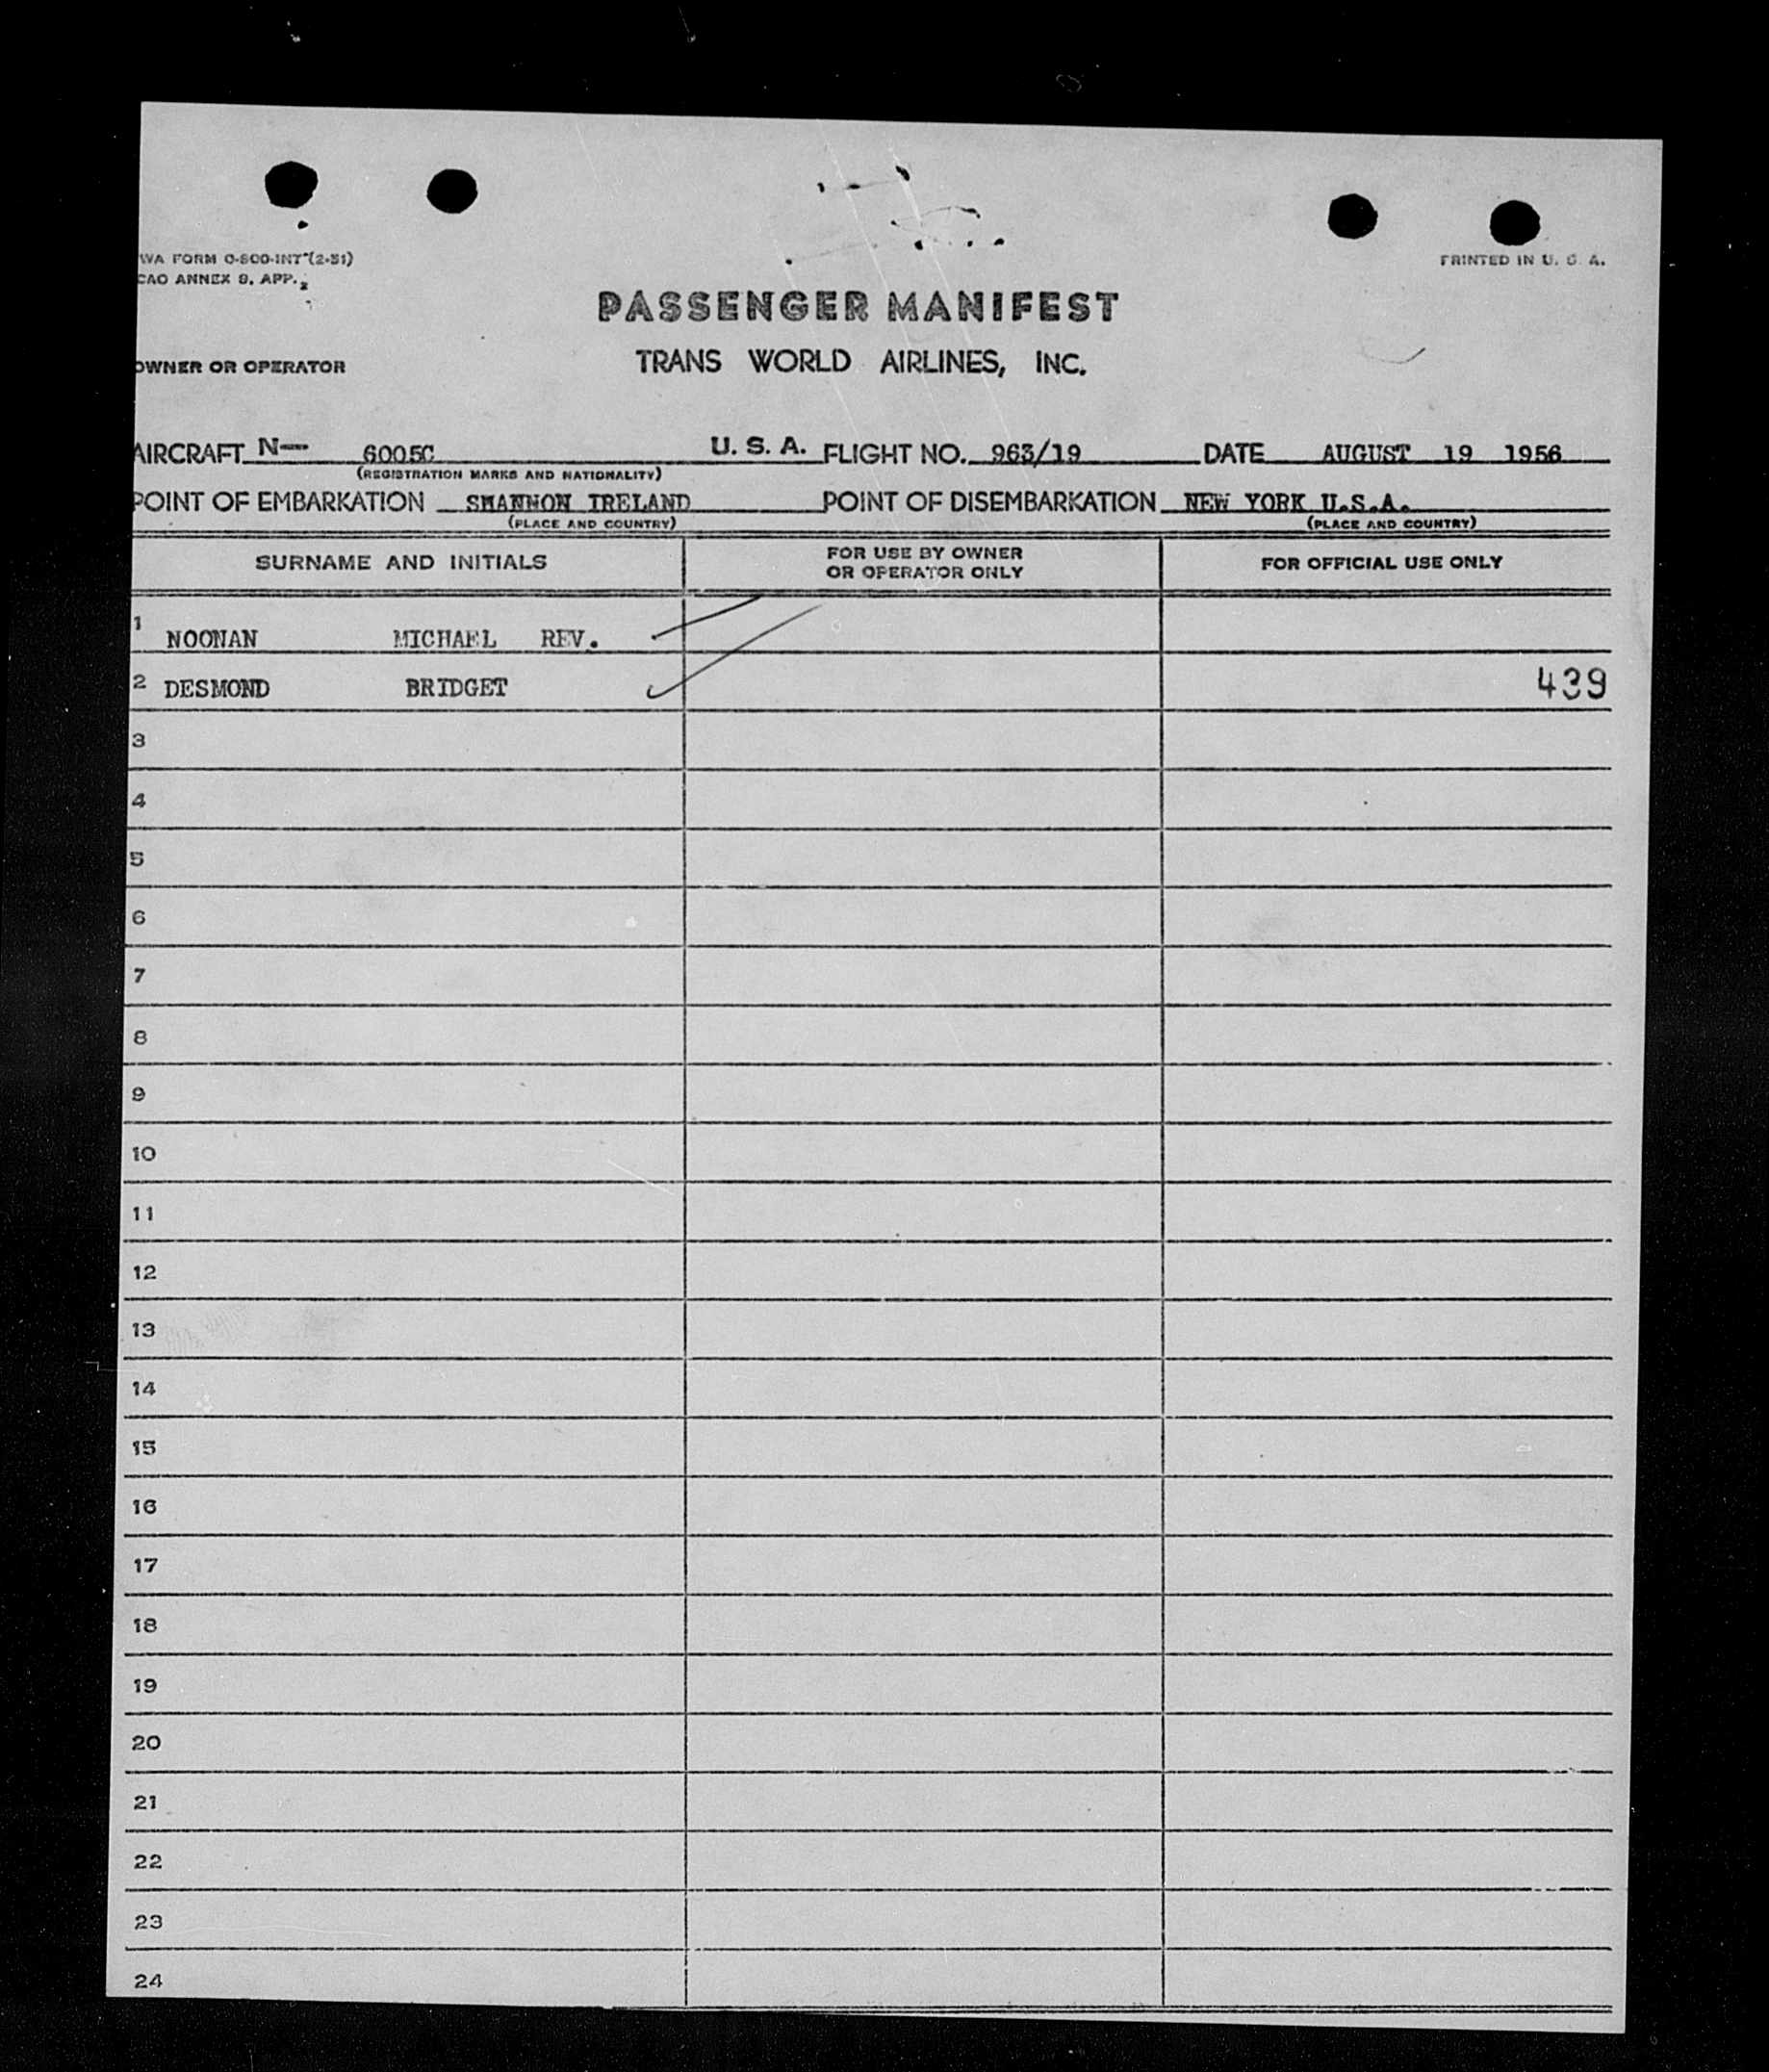 WA FORM O-800-INT (2-51)
CAO ANNEX 9, APP. 2
PRINTED IN U. S. A.
PASSENGER MANIFEST
OWNER OR OPERATOR TRANS WORLD AIRLINES, INC.
AIRCRAFT N— 6005C U. S. A. FLIGHT NO. 963/19 DATE AUGUST 19 1956
(REGISTRATION MARKS AND NATIONALITY)
POINT OF EMBARKATION SHANNON IRELAND POINT OF DISEMBARKATION NEW YORK U.S.A.
(PLACE AND COUNTRY) (PLACE AND COUNTRY)
SURNAME AND INITIALS FOR USE BY OWNER OR OPERATOR ONLY FOR OFFICIAL USE ONLY
1 NOONAN MICHAEL REV.
2 DESMOND BRIDGET 439
3
4
5
6
7
8
9
10
11
12
13
14
15
16
17
18
19
20
21
22
23
24